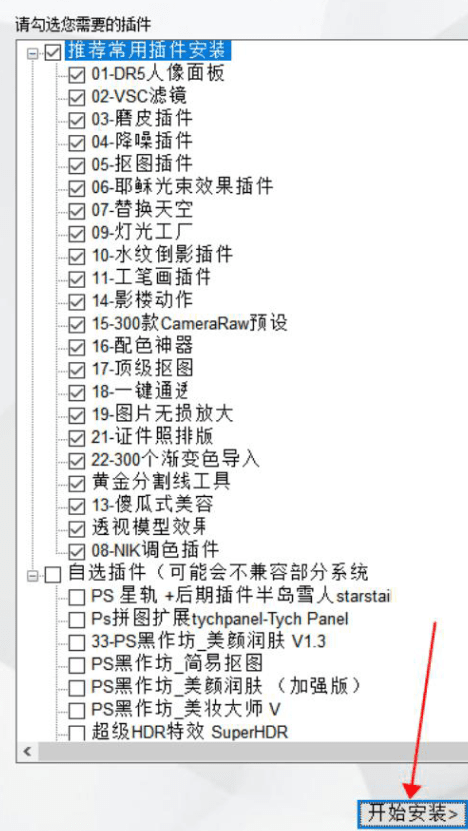 请勾选您需要的插件
推荐常用插件安装
01-DR5人像面板
02-VSC滤镜
03-磨皮插件
04-降噪插件
05-抠图插件
06-耶稣光束效果插件
07-替换天空
09-灯光工厂
10-水纹倒影插件
11-工笔画插件
14-影楼动作
15-300款CameraRaw预设
16-配色神器
17-顶级抠图
18-一键通逆
19-图片无损放大
21-证件照排版
22-300个渐变色导入
黄金分割线工具
13-傻瓜式美容
透视模型效果
08-NIK调色插件
自选插件（可能会不兼容部分系统
PS 星轨 +后期插件半岛雪人starstai
Ps拼图扩展tychpanel-Tych Panel
33-PS黑作坊_美颜润肤 V1.3
PS黑作坊_简易抠图
PS黑作坊_美颜润肤 （加强版）
PS黑作坊_美妆大师 V
超级HDR特效 SuperHDR
开始安装>